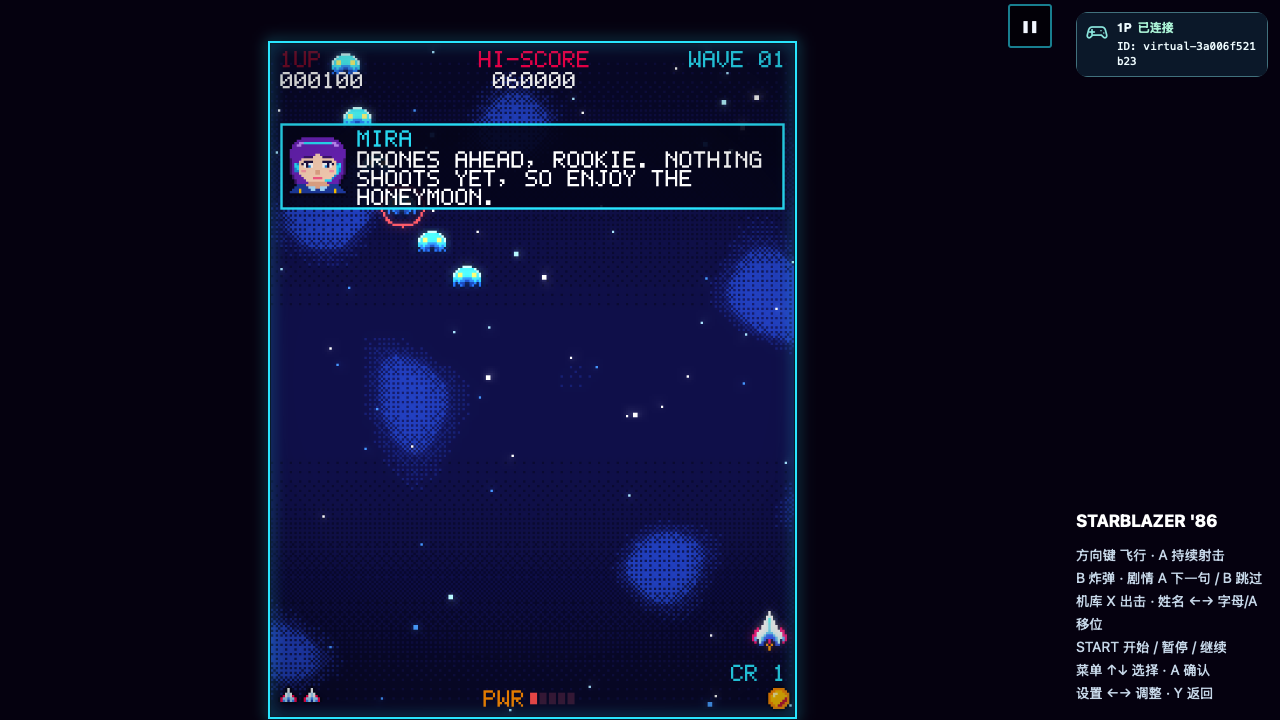 1UP
HI-SCORE
WAVE 01
000100
060000
MIRA
DRONES AHEAD, ROOKIE. NOTHING
SHOOTS YET, SO ENJOY THE
HONEYMOON.
CR 1
PWR
1P 已连接
ID: virtual-3a006f521
b23
STARBLAZER '86
方向键 飞行 · A 持续射击
B 炸弹 · 剧情 A 下一句 / B 跳过
机库 X 出击 · 姓名 ←→ 字母/A
移位
START 开始 / 暂停 / 继续
菜单 ↑↓ 选择 · A 确认
设置 ←→ 调整 · Y 返回